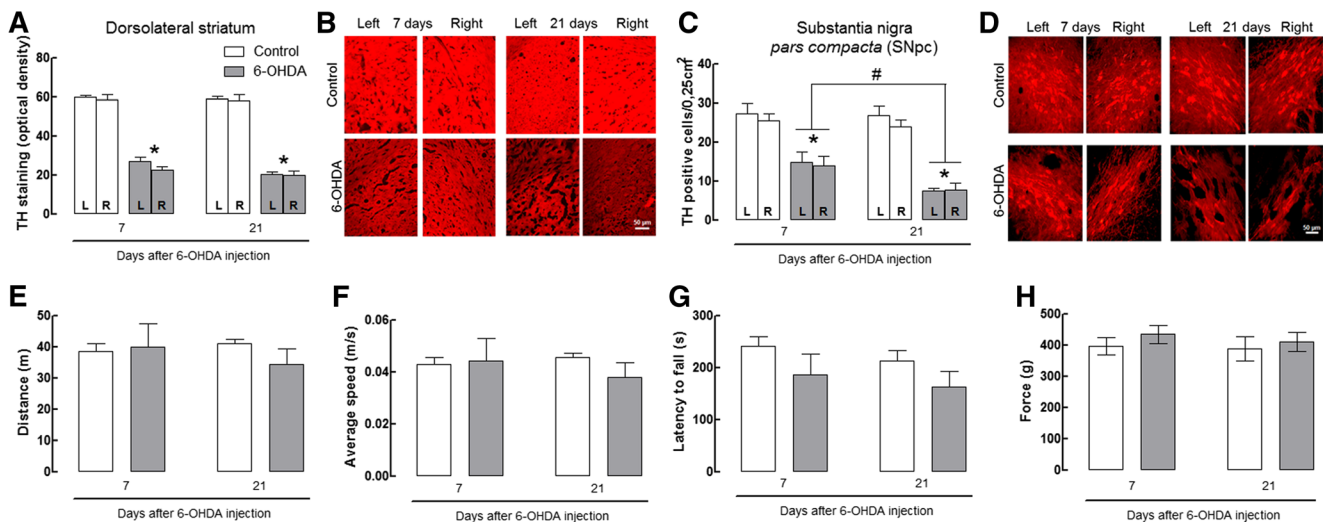 A
Dorsolateral striatum
Control
6-OHDA
TH staining (optical density)
80
60
40
20
0
L R L R L R L R
7 21
Days after 6-OHDA injection
B
Left 7 days Right Left 21 days Right
Control
6-OHDA
50 µm
C
Substantia nigra
pars compacta (SNpc)
#
TH positive cells/0,25cm²
40
30
20
10
0
* *
L R L R L R L R
7 21
Days after 6-OHDA injection
D
Left 7 days Right Left 21 days Right
Control
6-OHDA
50 µm
E
Distance (m)
50
40
30
20
10
0
7 21
Days after 6-OHDA injection
F
Average speed (m/s)
0.06
0.04
0.02
0.00
7 21
Days after 6-OHDA injection
G
Latency to fall (s)
300
200
100
0
7 21
Days after 6-OHDA injection
H
Force (g)
500
400
300
200
100
0
7 21
Days after 6-OHDA injection